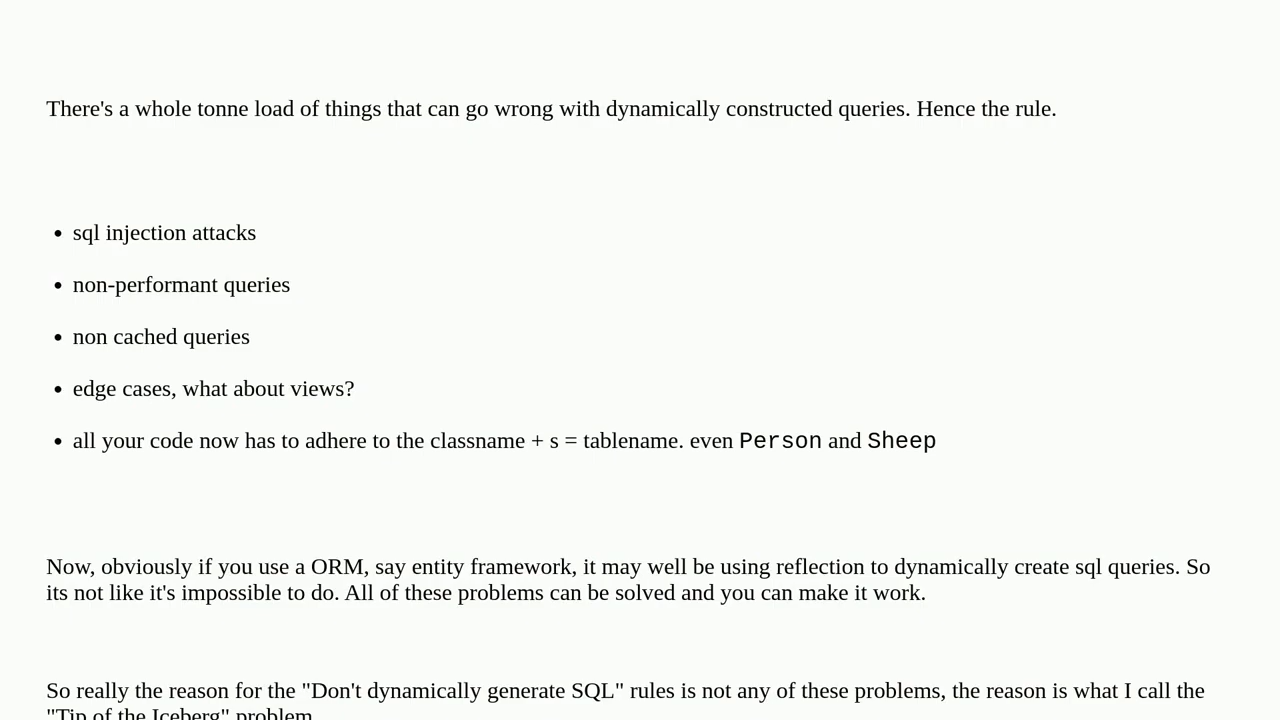 There's a whole tonne load of things that can go wrong with dynamically constructed queries. Hence the rule.
• sql injection attacks
• non-performant queries
• non cached queries
• edge cases, what about views?
• all your code now has to adhere to the classname + s = tablename. even Person and Sheep
Now, obviously if you use a ORM, say entity framework, it may well be using reflection to dynamically create sql queries. So
its not like it's impossible to do. All of these problems can be solved and you can make it work.
So really the reason for the "Don't dynamically generate SQL" rules is not any of these problems, the reason is what I call the
"Tip of the Iceberg" problem